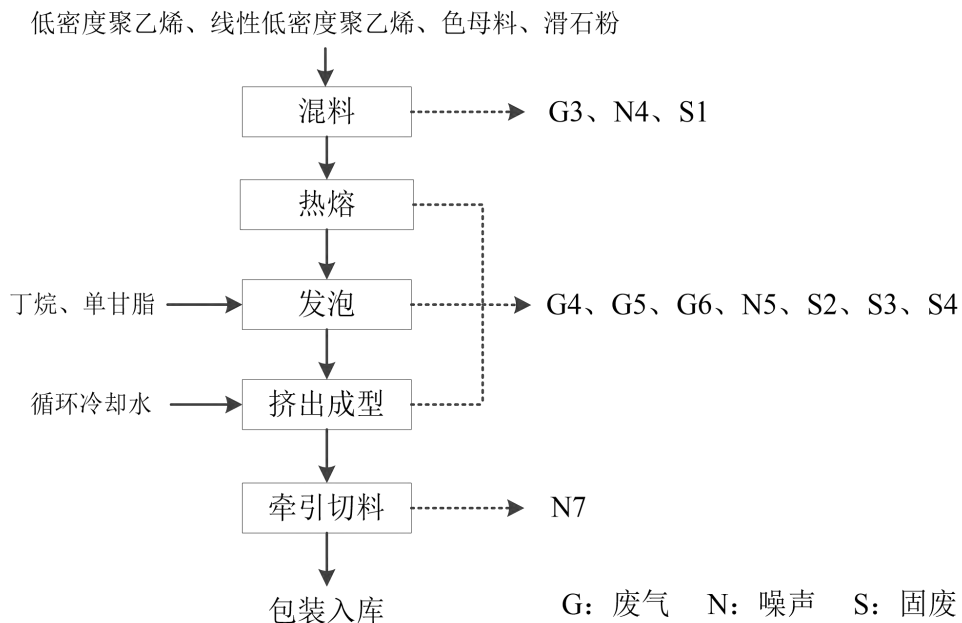 低密度聚乙烯、线性低密度聚乙烯、色母料、滑石粉
混料
G3、N4、S1
热熔
丁烷、单甘脂
发泡
G4、G5、G6、N5、S2、S3、S4
循环冷却水
挤出成型
牵引切料
N7
包装入库
G：废气 N：噪声 S：固废